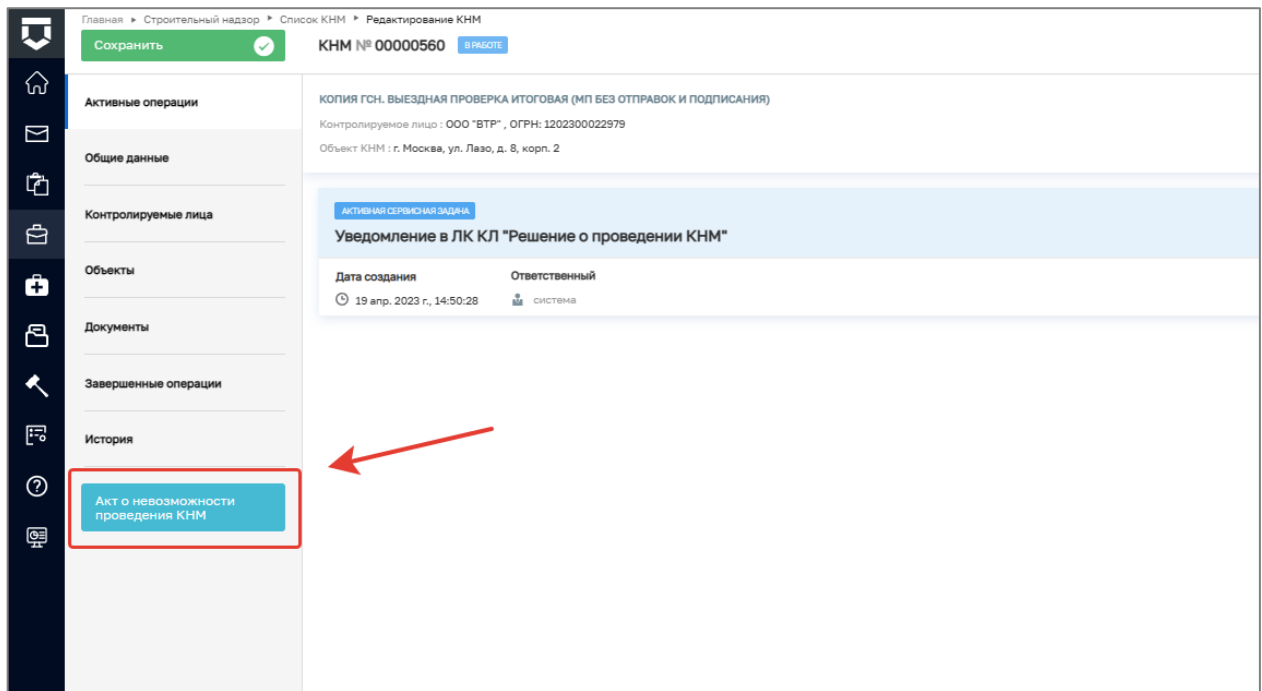 Главная ▸ Строительный надзор ▸ Список КНМ ▸ Редактирование КНМ
Сохранить
КНМ № 00000560 В РАБОТЕ
Активные операции
Общие данные
Контролируемые лица
Объекты
Документы
Завершенные операции
История
Акт о невозможности
проведения КНМ
КОПИЯ ГСН. ВЫЕЗДНАЯ ПРОВЕРКА ИТОГОВАЯ (МП БЕЗ ОТПРАВОК И ПОДПИСАНИЯ)
Контролируемое лицо : ООО "ВТР" , ОГРН: 1202300022979
Объект КНМ : г. Москва, ул. Лазо, д. 8, корп. 2
АКТИВНАЯ СЕРВИСНАЯ ЗАДАЧА
Уведомление в ЛК КЛ "Решение о проведении КНМ"
Дата создания Ответственный
19 апр. 2023 г., 14:50:28 система